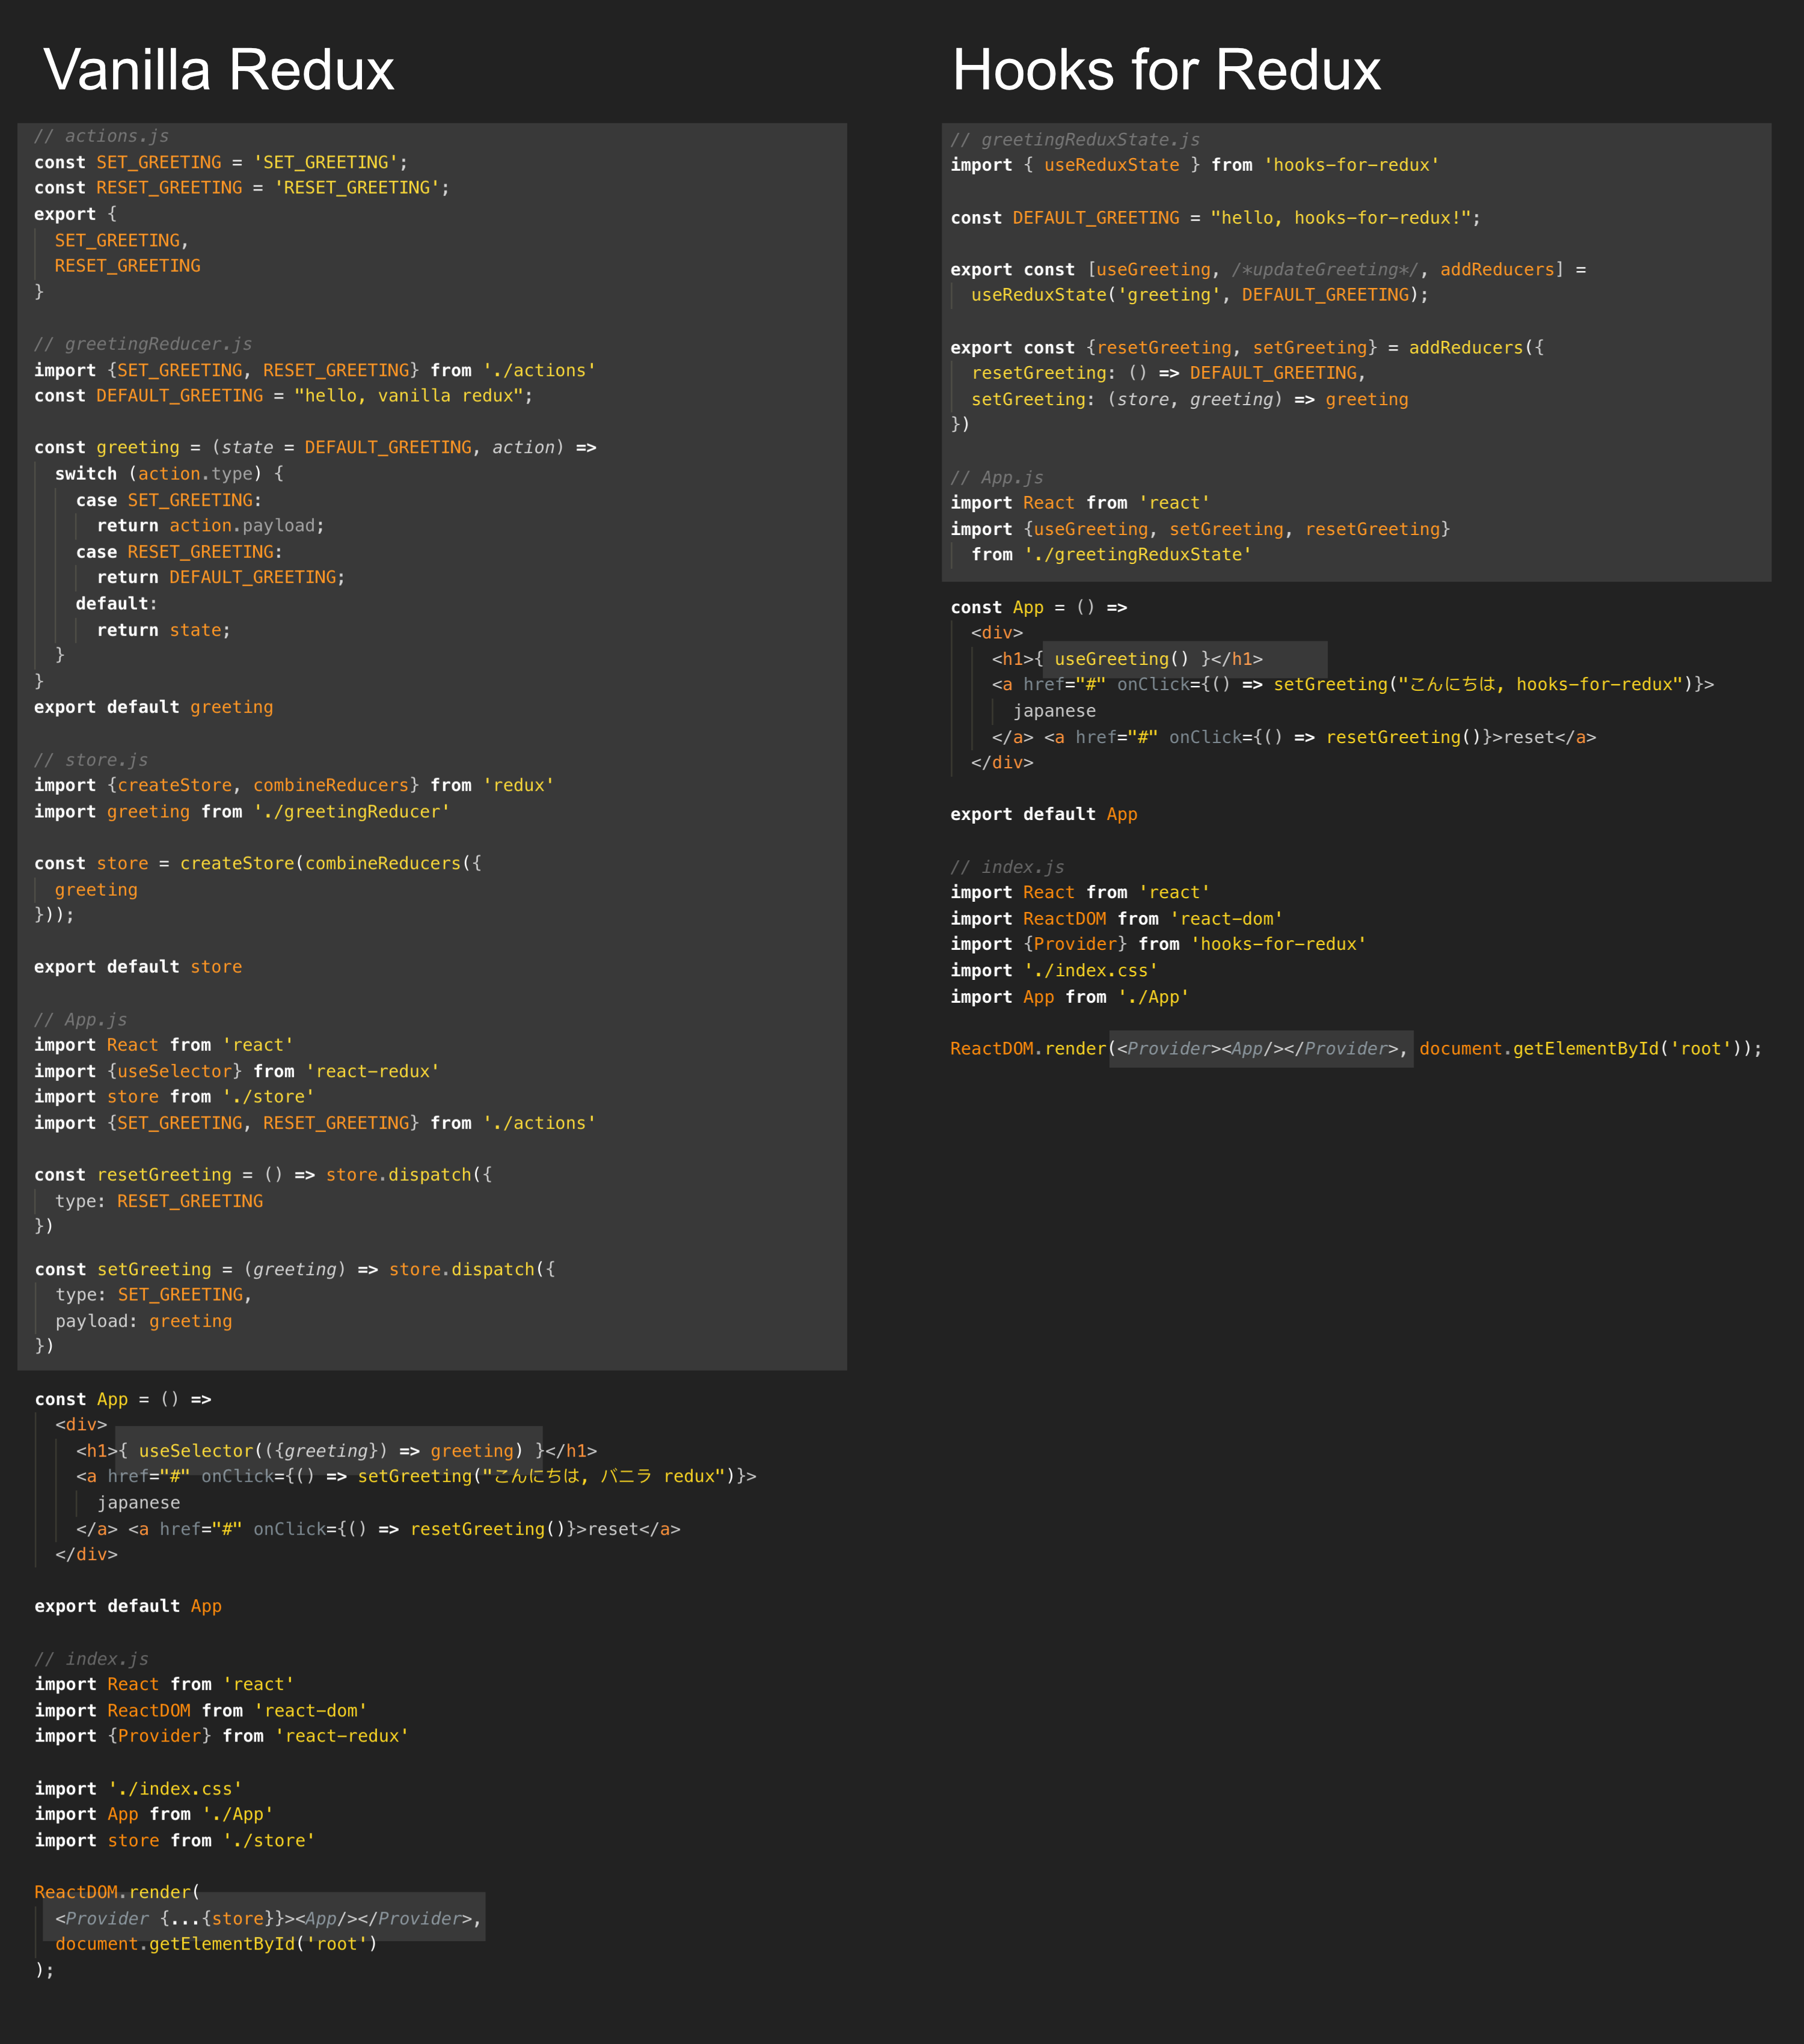 Vanilla Redux
// actions.js
const SET_GREETING = 'SET_GREETING';
const RESET_GREETING = 'RESET_GREETING';
export {
  SET_GREETING,
  RESET_GREETING
}
// greetingReducer.js
import {SET_GREETING, RESET_GREETING} from './actions'
const DEFAULT_GREETING = "hello, vanilla redux";
const greeting = (state = DEFAULT_GREETING, action) =>
  switch (action.type) {
    case SET_GREETING:
      return action.payload;
    case RESET_GREETING:
      return DEFAULT_GREETING;
    default:
      return state;
  }
}
export default greeting
// store.js
import {createStore, combineReducers} from 'redux'
import greeting from './greetingReducer'
const store = createStore(combineReducers({
  greeting
}));
export default store
// App.js
import React from 'react'
import {useSelector} from 'react-redux'
import store from './store'
import {SET_GREETING, RESET_GREETING} from './actions'
const resetGreeting = () => store.dispatch({
  type: RESET_GREETING
})
const setGreeting = (greeting) => store.dispatch({
  type: SET_GREETING,
  payload: greeting
})
const App = () =>
  <div>
    <h1>{ useSelector(({greeting}) => greeting) }</h1>
    <a href="#" onClick={() => setGreeting("こんにちは, バニラ redux")}>
      japanese
    </a> <a href="#" onClick={() => resetGreeting()}>reset</a>
  </div>
export default App
// index.js
import React from 'react'
import ReactDOM from 'react-dom'
import {Provider} from 'react-redux'
import './index.css'
import App from './App'
import store from './store'
ReactDOM.render(
  <Provider {...{store}}><App/></Provider>,
  document.getElementById('root')
);
Hooks for Redux
// greetingReduxState.js
import { useReduxState } from 'hooks-for-redux'
const DEFAULT_GREETING = "hello, hooks-for-redux!";
export const [useGreeting, /*updateGreeting*/, addReducers] =
  useReduxState('greeting', DEFAULT_GREETING);
export const {resetGreeting, setGreeting} = addReducers({
  resetGreeting: () => DEFAULT_GREETING,
  setGreeting: (store, greeting) => greeting
})
// App.js
import React from 'react'
import {useGreeting, setGreeting, resetGreeting}
  from './greetingReduxState'
const App = () =>
  <div>
    <h1>{ useGreeting() }</h1>
    <a href="#" onClick={() => setGreeting("こんにちは, hooks-for-redux")}>
      japanese
    </a> <a href="#" onClick={() => resetGreeting()}>reset</a>
  </div>
export default App
// index.js
import React from 'react'
import ReactDOM from 'react-dom'
import {Provider} from 'hooks-for-redux'
import './index.css'
import App from './App'
ReactDOM.render(<Provider><App/></Provider>, document.getElementById('root'));